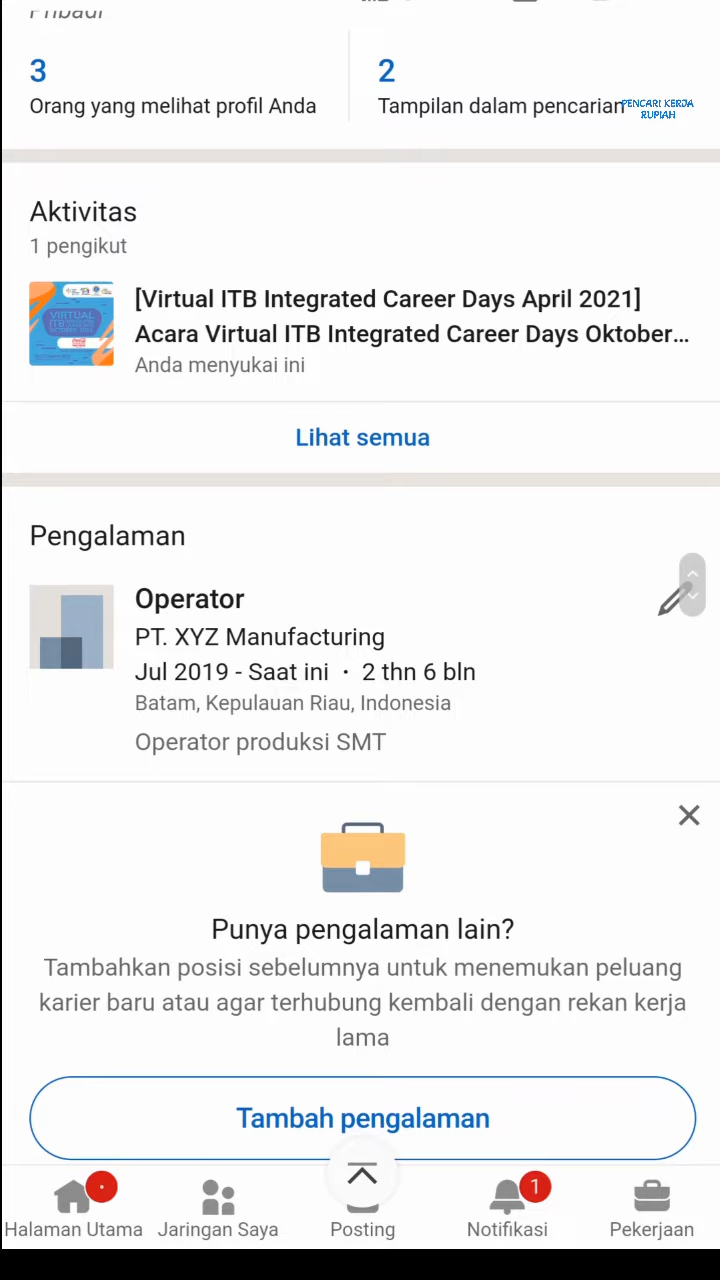 Pribadi
3
Orang yang melihat profil Anda
2
Tampilan dalam pencarian
PENCARI KERJA
RUPIAH
Aktivitas
1 pengikut
VIRTUAL
ITB
[Virtual ITB Integrated Career Days April 2021]
Acara Virtual ITB Integrated Career Days Oktober...
Anda menyukai ini
Lihat semua
Pengalaman
Operator
PT. XYZ Manufacturing
Jul 2019 - Saat ini • 2 thn 6 bln
Batam, Kepulauan Riau, Indonesia
Operator produksi SMT
Punya pengalaman lain?
Tambahkan posisi sebelumnya untuk menemukan peluang
karier baru atau agar terhubung kembali dengan rekan kerja
lama
Tambah pengalaman
1
Halaman Utama
Jaringan Saya
Posting
Notifikasi
Pekerjaan